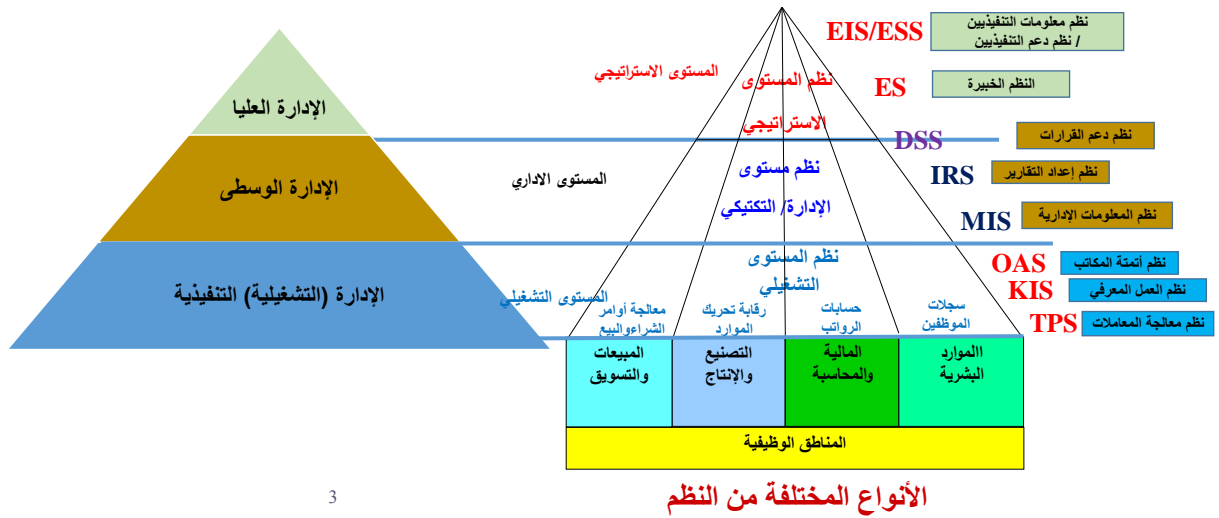 EIS/ESS
نظم معلومات التنفيذيين
/ نظم دعم التنفيذيين
المستوى الاستراتيجي
نظم المستوى
الاستراتيجي
ES
النظم الخبيرة
الإدارة العليا
DSS
نظم دعم القرارات
الإدارة الوسطى
المستوى الاداري
نظم مستوى
الإدارة/ التكتيكي
IRS
نظم إعداد التقارير
MIS
نظم المعلومات الإدارية
الإدارة (التشغيلية) التنفيذية
المستوى التشغيلي
نظم المستوى
التشغيلي
OAS
نظم أتمتة المكاتب
KIS
نظم العمل المعرفي
TPS
نظم معالجة المعاملات
سجلات
الموظفين
حسابات
الرواتب
رقابة تحريك
الموارد
معالجة أوامر
الشراءوالبيع
االموارد
البشرية
المالية
والمحاسبة
التصنيع
والإنتاج
المبيعات
والتسويق
المناطق الوظيفية
الأنواع المختلفة من النظم
3